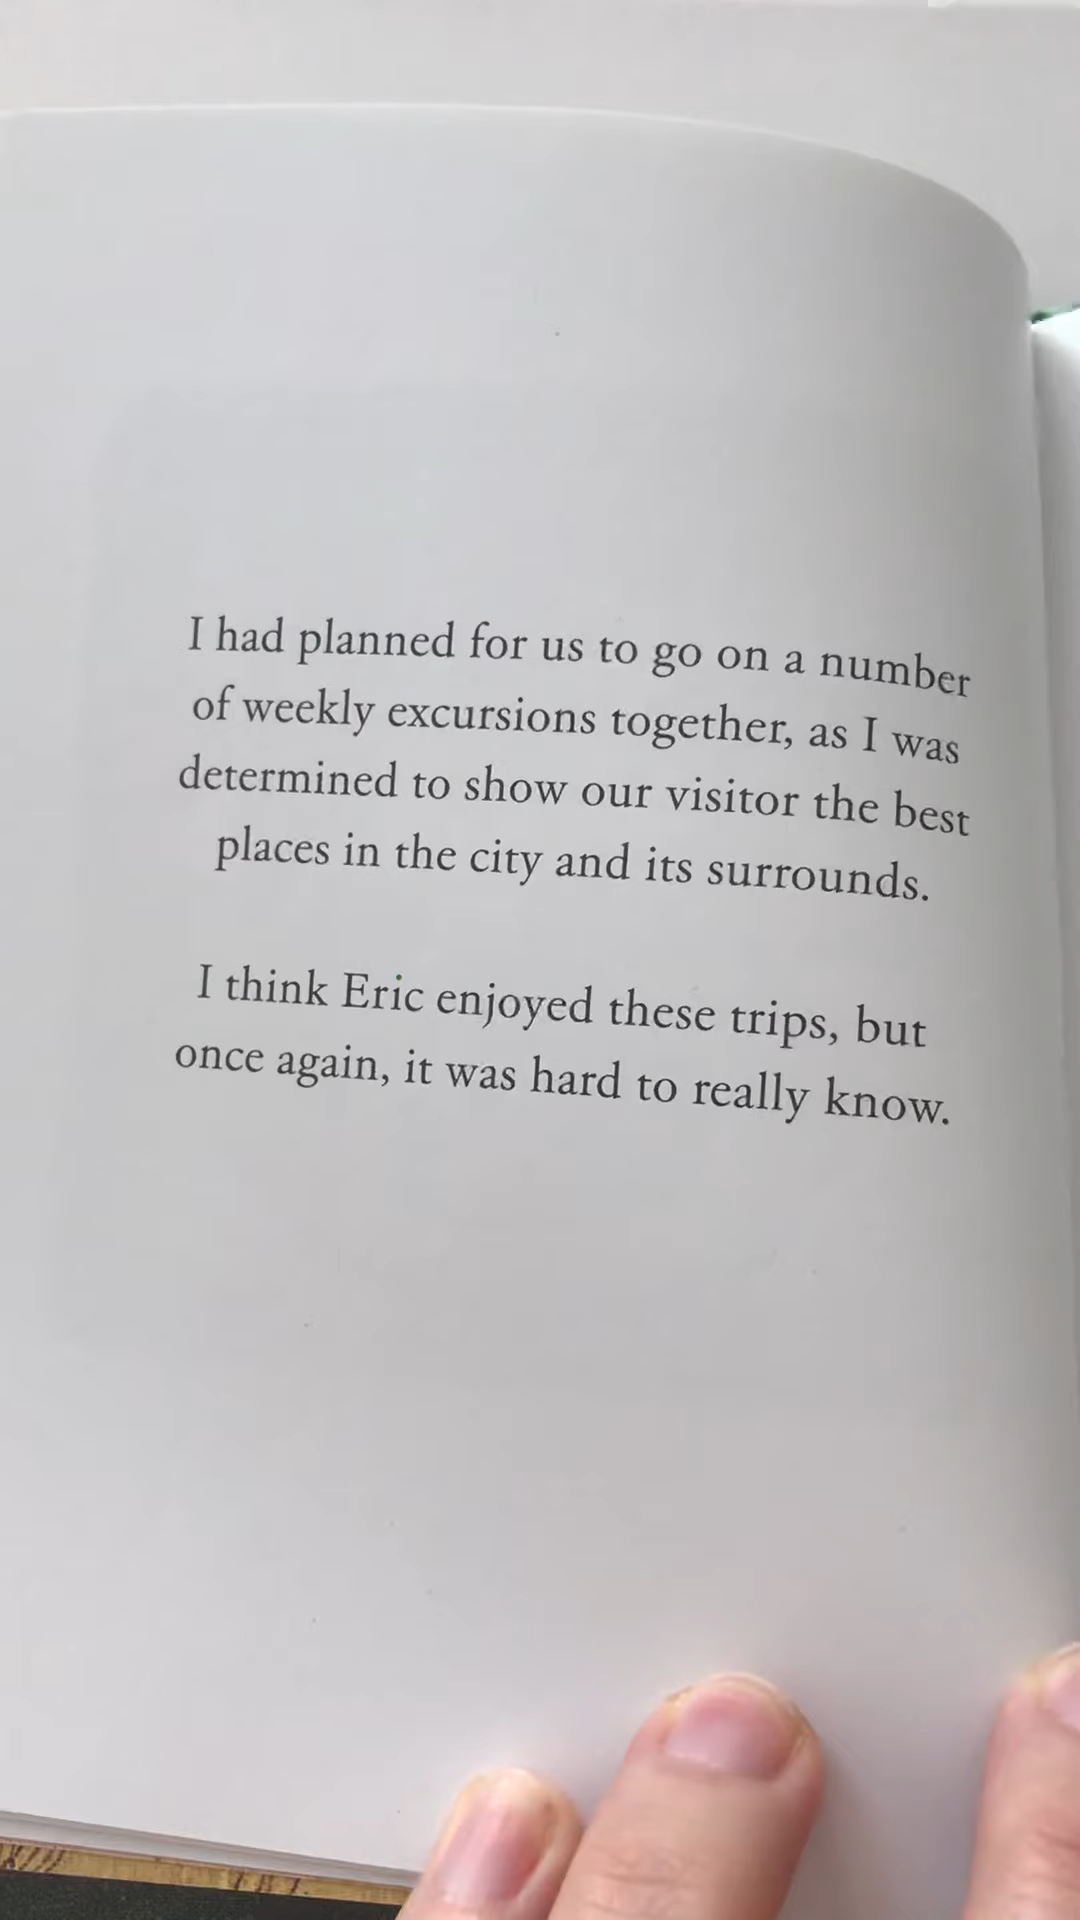 I had planned for us to go on a number
of weekly excursions together, as I was
determined to show our visitor the best
places in the city and its surrounds.
I think Eric enjoyed these trips, but
once again, it was hard to really know.